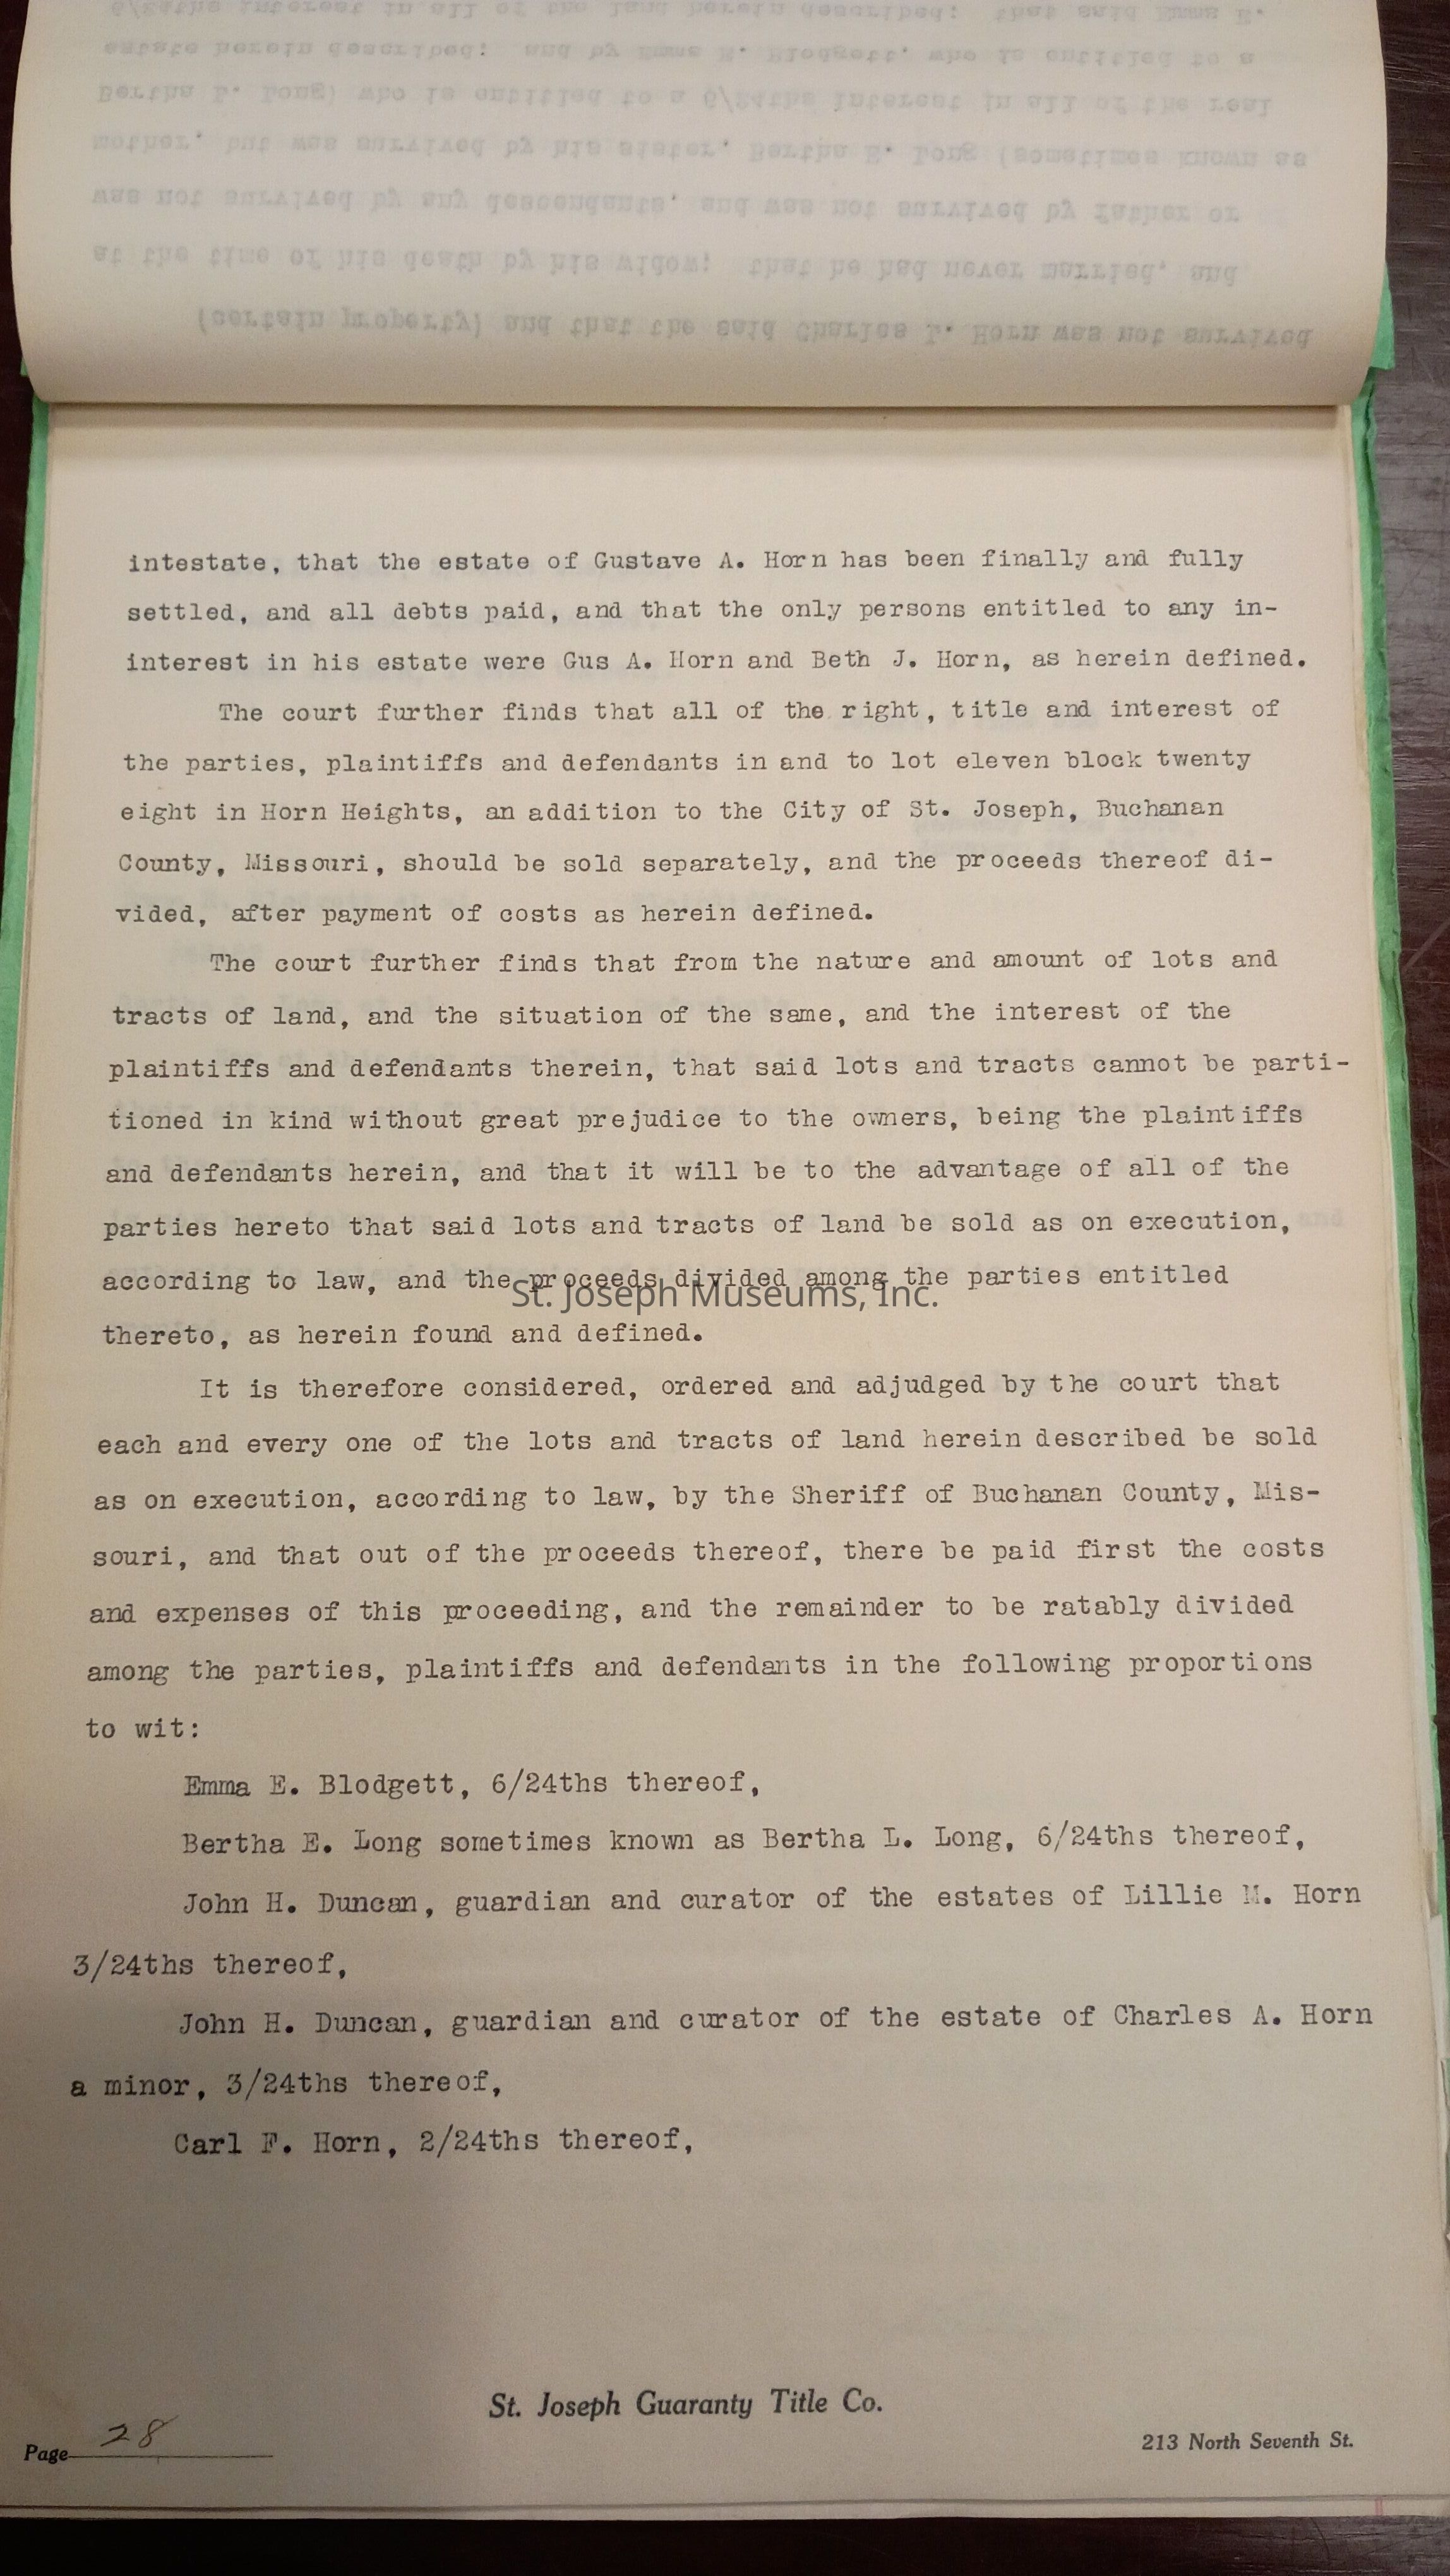 intestate, that the estate of Gustave A. Horn has been finally and fully
settled, and all debts paid, and that the only persons entitled to any in-
interest in his estate were Gus A. Horn and Beth J. Horn, as herein defined.
The court further finds that all of the right, title and interest of
the parties, plaintiffs and defendants in and to lot eleven block twenty
eight in Horn Heights, an addition to the City of St. Joseph, Buchanan
County, Missouri, should be sold separately, and the proceeds thereof di-
vided, after payment of costs as herein defined.
The court further finds that from the nature and amount of lots and
tracts of land, and the situation of the same, and the interest of the
plaintiffs and defendants therein, that said lots and tracts cannot be parti-
tioned in kind without great prejudice to the owners, being the plaintiffs
and defendants herein, and that it will be to the advantage of all of the
parties hereto that said lots and tracts of land be sold as on execution,
according to law, and the proceeds divided among the parties entitled
St. Joseph Museums, Inc.
thereto, as herein found and defined.
It is therefore considered, ordered and adjudged by the court that
each and every one of the lots and tracts of land herein described be sold
as on execution, according to law, by the Sheriff of Buchanan County, Mis-
souri, and that out of the proceeds thereof, there be paid first the costs
and expenses of this proceeding, and the remainder to be ratably divided
among the parties, plaintiffs and defendants in the following proportions
to wit:
Emma E. Blodgett, 6/24ths thereof,
Bertha E. Long sometimes known as Bertha L. Long, 6/24ths thereof,
John H. Duncan, guardian and curator of the estates of Lillie M. Horn
3/24ths thereof,
John H. Duncan, guardian and curator of the estate of Charles A. Horn
a minor, 3/24ths thereof,
Carl F. Horn, 2/24ths thereof,
St. Joseph Guaranty Title Co.
Page 28
213 North Seventh St.